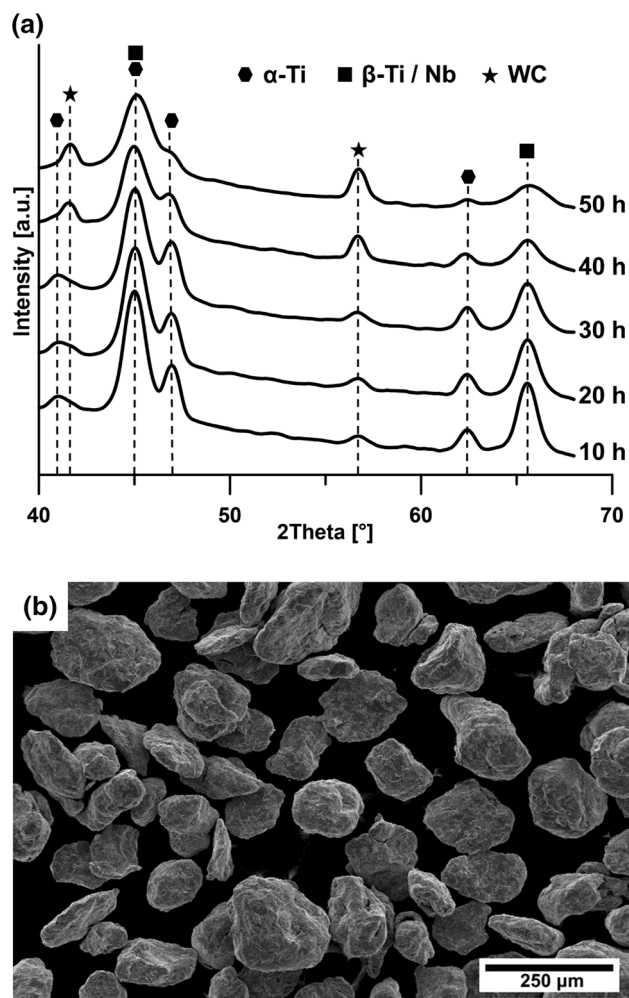 (a)
α-Ti
β-Ti / Nb
WC
50 h
40 h
30 h
20 h
10 h
Intensity [a.u.]
40
50
60
70
2Theta [°]
(b)
250 µm